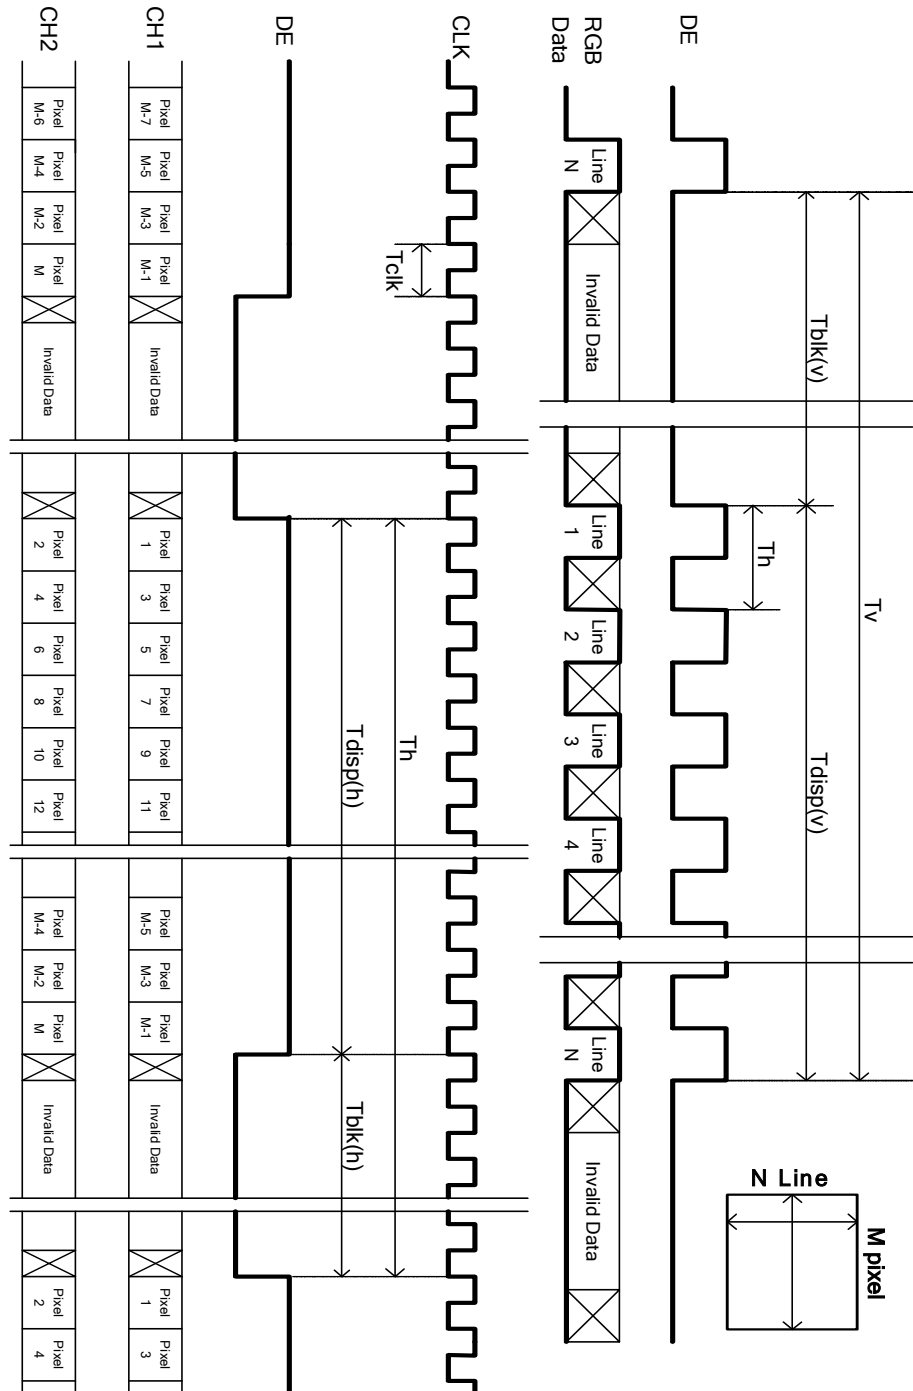 Tv
Tblk(v)
Tdisp(v)
Th
DE
RGB
Data
Line
N
Invalid Data
Line
1
Line
2
Line
3
Line
4
Line
N
Invalid Data
N Line
M pixel
CLK
Tclk
Th
Tdisp(h)
Tblk(h)
DE
CH1
Pixel
M-7
Pixel
M-5
Pixel
M-3
Pixel
M-1
Invalid Data
Pixel
1
Pixel
3
Pixel
5
Pixel
7
Pixel
9
Pixel
11
Pixel
M-5
Pixel
M-3
Pixel
M-1
Invalid Data
Pixel
1
Pixel
3
CH2
Pixel
M-6
Pixel
M-4
Pixel
M-2
Pixel
M
Invalid Data
Pixel
2
Pixel
4
Pixel
6
Pixel
8
Pixel
10
Pixel
12
Pixel
M-4
Pixel
M-2
Pixel
M
Invalid Data
Pixel
2
Pixel
4